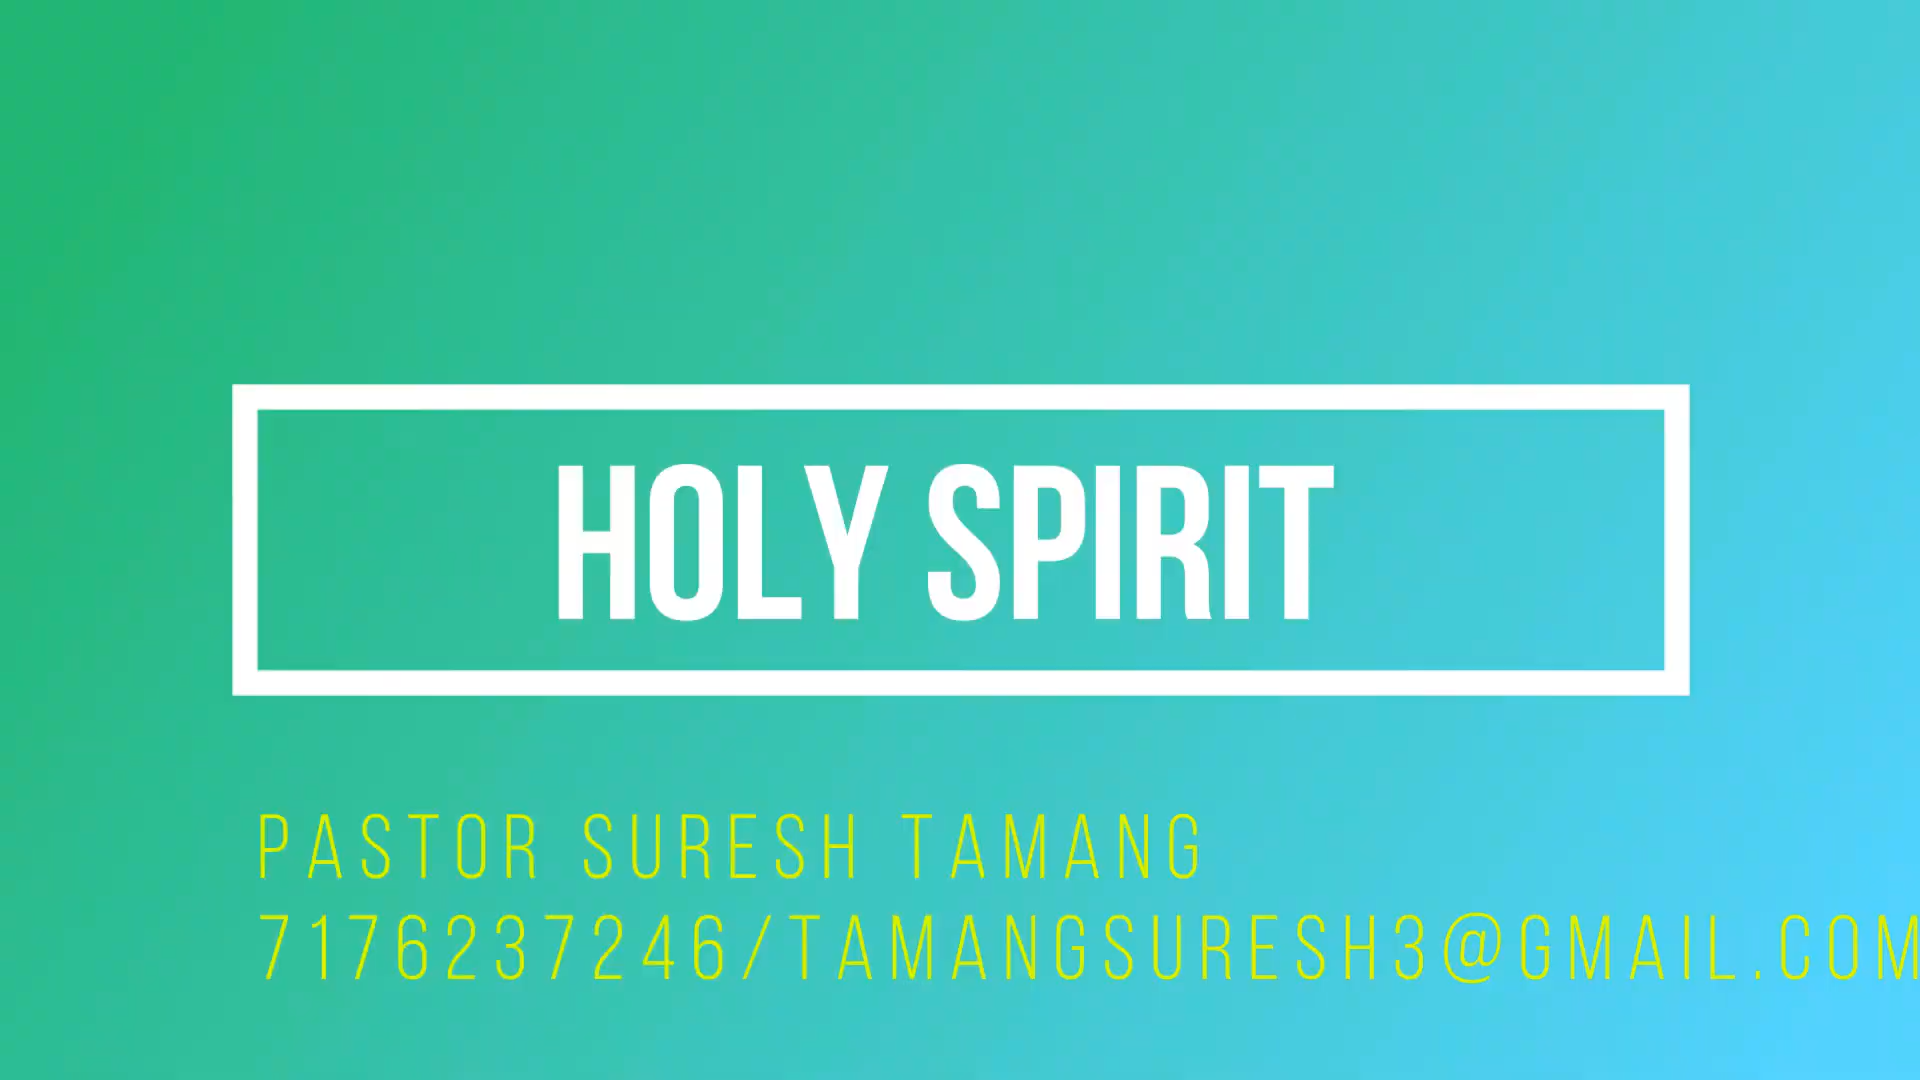 HOLY SPIRIT
PASTOR SURESH TAMANG
7176237246/TAMANGSURESH3@GMAIL.COM